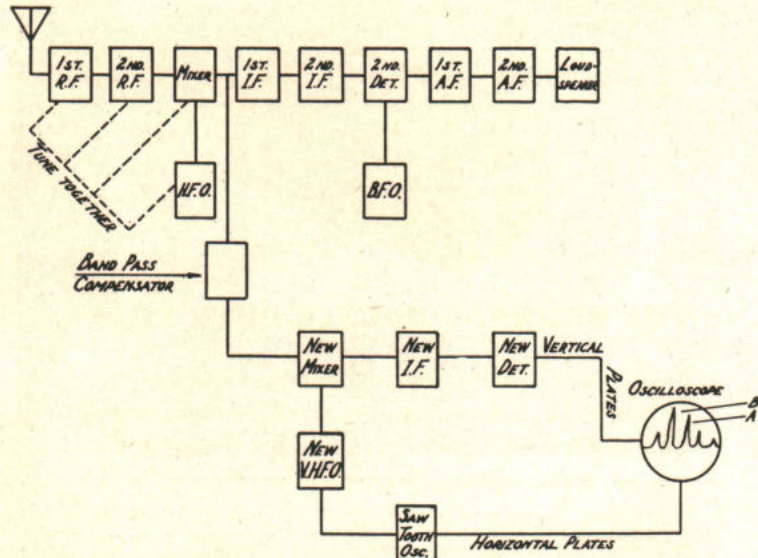 1ST.
R.F.
2ND.
R.F.
MIXER
1ST.
I.F.
2ND.
I.F.
2ND.
DET.
1ST.
A.F.
2ND.
A.F.
LOUD-
SPEAKER
TUNE TOGETHER
H.F.O.
B.F.O.
BAND PASS
COMPENSATOR
NEW
MIXER
NEW
I.F.
NEW
DET.
VERTICAL
PLATES
OSCILLOSCOPE
B
A
NEW
V.H.F.O.
SAW
TOOTH
OSC.
HORIZONTAL PLATES